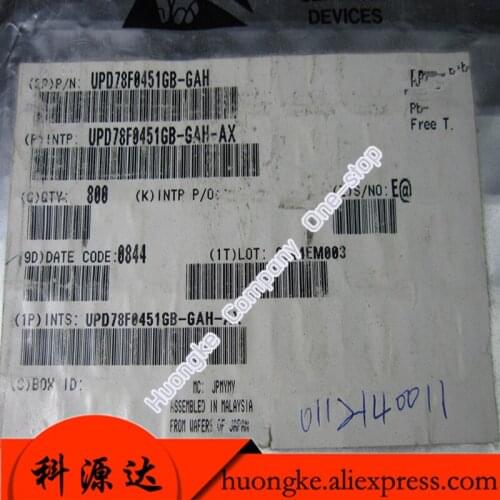 DEVICES
(SP)P/N: UPD78F0451GB-GAH
Pb-
Free T.
(P)INTP: UPD78F0451GB-GAH-AX
(Q)QTY: 800 (K)INTP P/O: S/NO: E@
(9D)DATE CODE:0844 (1T)LOT: EM003
(1P)INTS: UPD78F0451GB-GAH-
(S)BOX ID:
MC: JPMYMY
ASSEMBLED IN MALAYSIA
FROM WAFERS OF JAPAN
Huongke Company One-stop
科源达 huongke.aliexpress.com